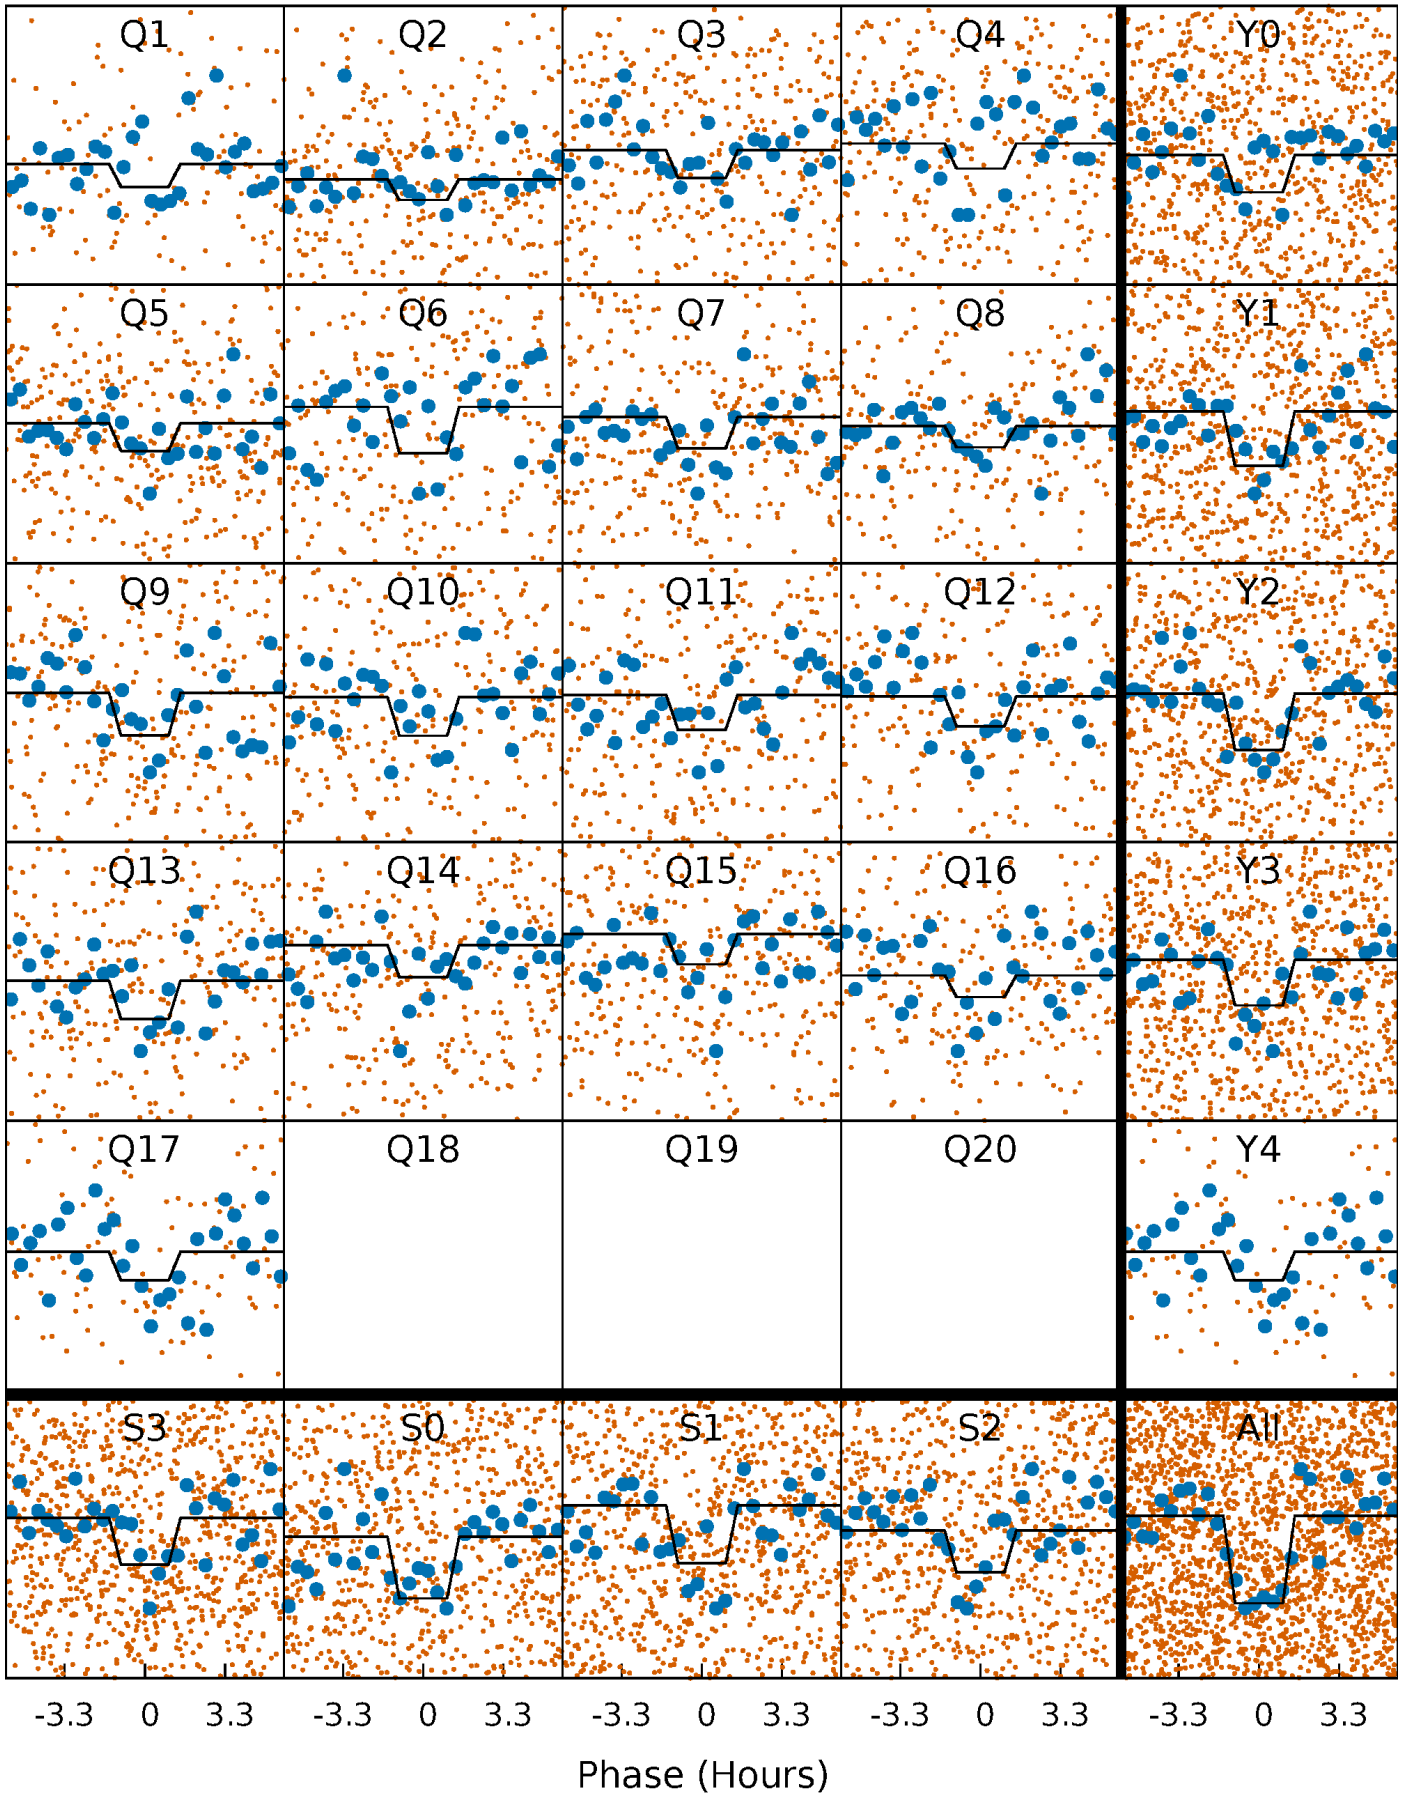 Q1 Q2 Q3 Q4 Y0
Q5 Q6 Q7 Q8 Y1
Q9 Q10 Q11 Q12 Y2
Q13 Q14 Q15 Q16 Y3
Q17 Q18 Q19 Q20 Y4
S3 S0 S1 S2 All
-3.3 0 3.3 -3.3 0 3.3 -3.3 0 3.3 -3.3 0 3.3 -3.3 0 3.3
Phase (Hours)